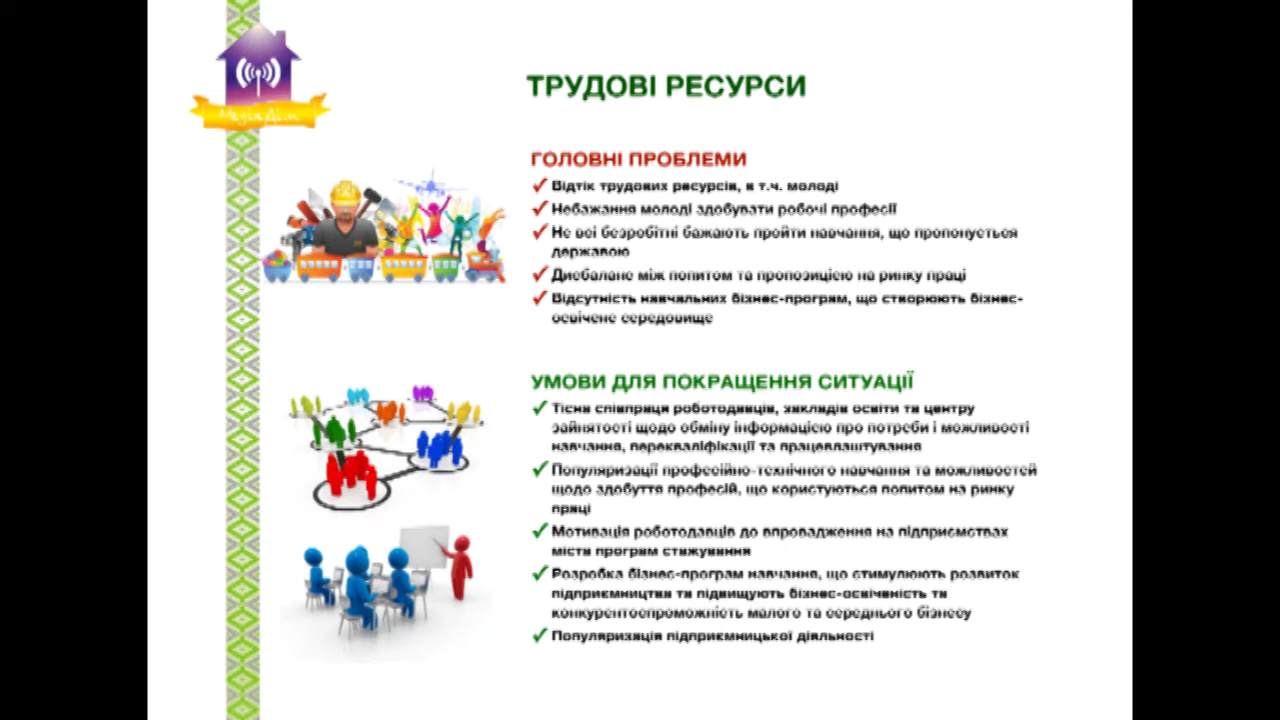 Медіа Дім
ТРУДОВІ РЕСУРСИ
ГОЛОВНІ ПРОБЛЕМИ
Відтік трудових ресурсів, в т.ч. молоді
Небажання молоді здобувати робочі професії
Не всі безробітні бажають пройти навчання, що пропонується
державою
Дисбаланс між попитом та пропозицією на ринку праці
Відсутність навчальних бізнес-програм, що створюють бізнес-
освічене середовище
УМОВИ ДЛЯ ПОКРАЩЕННЯ СИТУАЦІЇ
Тісна співпраця роботодавців, закладів освіти та центру
зайнятості щодо обміну інформацією про потреби і можливості
навчання, перекваліфікації та працевлаштування
Популяризації професійно-технічного навчання та можливостей
щодо здобуття професій, що користуються попитом на ринку
праці
Мотивація роботодавців до впровадження на підприємствах
міста програм стажування
Розробка бізнес-програм навчання, що стимулюють розвиток
підприємництва та підвищують бізнес-освіченість та
конкурентоспроможність малого та середнього бізнесу
Популяризація підприємницької діяльності